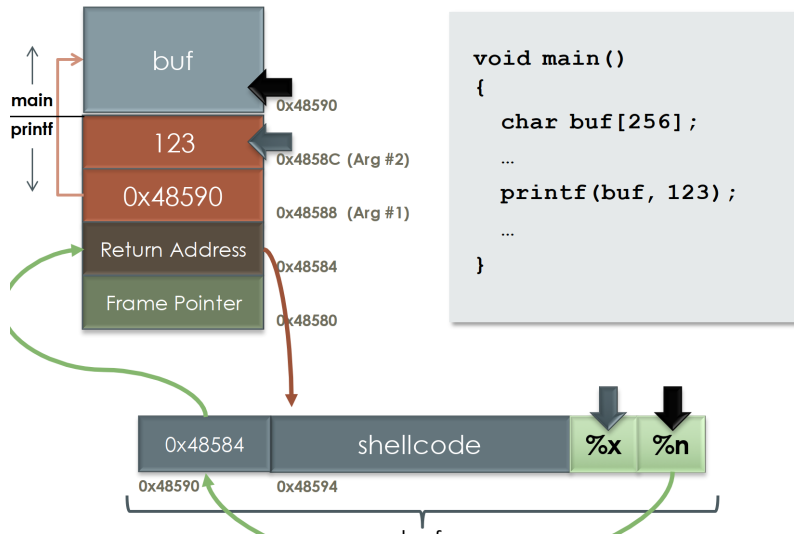 buf
0x48590
main
printf
123
0x4858C (Arg #2)
0x48590
0x48588 (Arg #1)
Return Address
0x48584
Frame Pointer
0x48580
void main()
{
char buf[256];
…
printf(buf, 123);
…
}
0x48584
shellcode
%x
%n
0x48590
0x48594